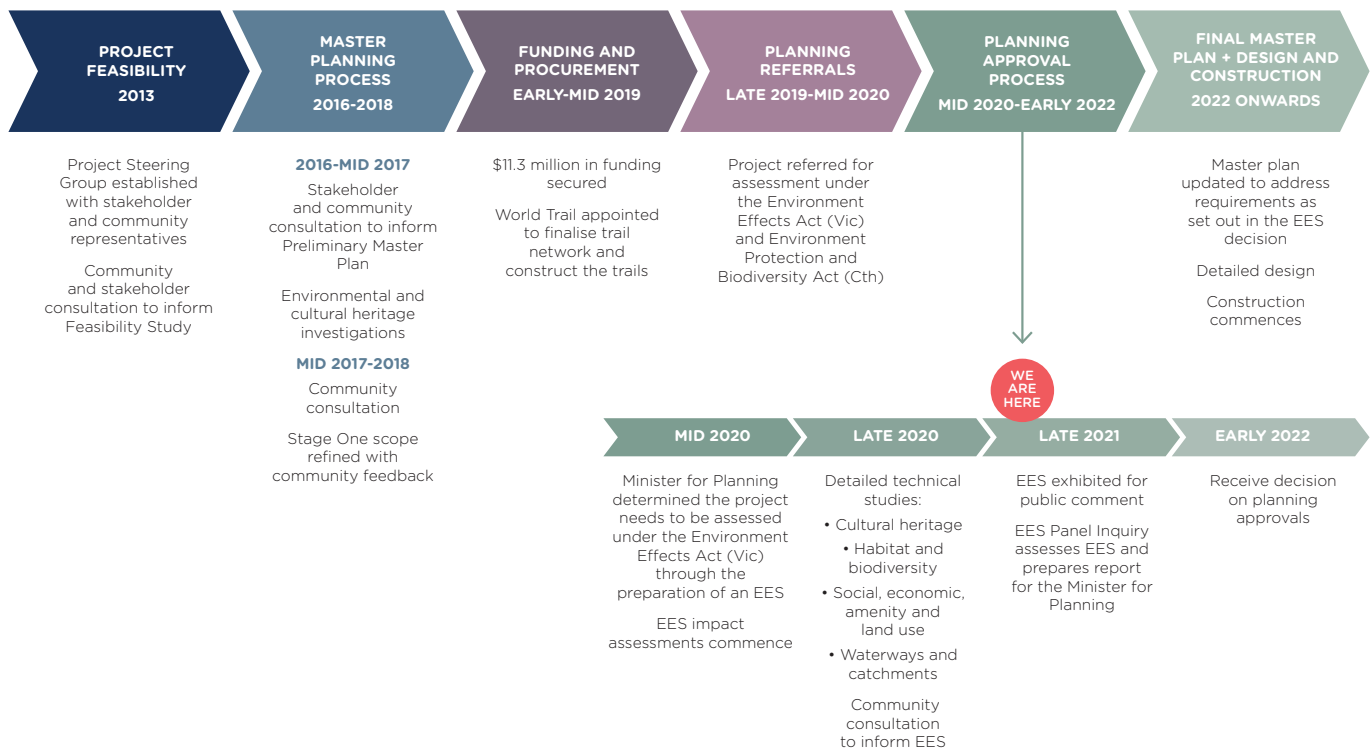 PROJECT
FEASIBILITY
2013
MASTER
PLANNING
PROCESS
2016-2018
FUNDING AND
PROCUREMENT
EARLY-MID 2019
PLANNING
REFERRALS
LATE 2019-MID 2020
PLANNING
APPROVAL
PROCESS
MID 2020-EARLY 2022
FINAL MASTER
PLAN + DESIGN AND
CONSTRUCTION
2022 ONWARDS
Project Steering
Group established
with stakeholder
and community
representatives
Community
and stakeholder
consultation to inform
Feasibility Study
2016-MID 2017
Stakeholder
and community
consultation to inform
Preliminary Master
Plan
Environmental and
cultural heritage
investigations
MID 2017-2018
Community
consultation
Stage One scope
refined with
community feedback
$11.3 million in funding
secured
World Trail appointed
to finalise trail
network and
construct the trails
Project referred for
assessment under
the Environment
Effects Act (Vic)
and Environment
Protection and
Biodiversity Act (Cth)
Master plan
updated to address
requirements as
set out in the EES
decision
Detailed design
Construction
commences
WE
ARE
HERE
MID 2020
Minister for Planning
determined the project
needs to be assessed
under the Environment
Effects Act (Vic)
through the
preparation of an EES
EES impact
assessments commence
LATE 2020
Detailed technical
studies:
• Cultural heritage
• Habitat and
biodiversity
• Social, economic,
amenity and
land use
• Waterways and
catchments
Community
consultation
to inform EES
LATE 2021
EES exhibited for
public comment
EES Panel Inquiry
assesses EES and
prepares report
for the Minister for
Planning
EARLY 2022
Receive decision
on planning
approvals